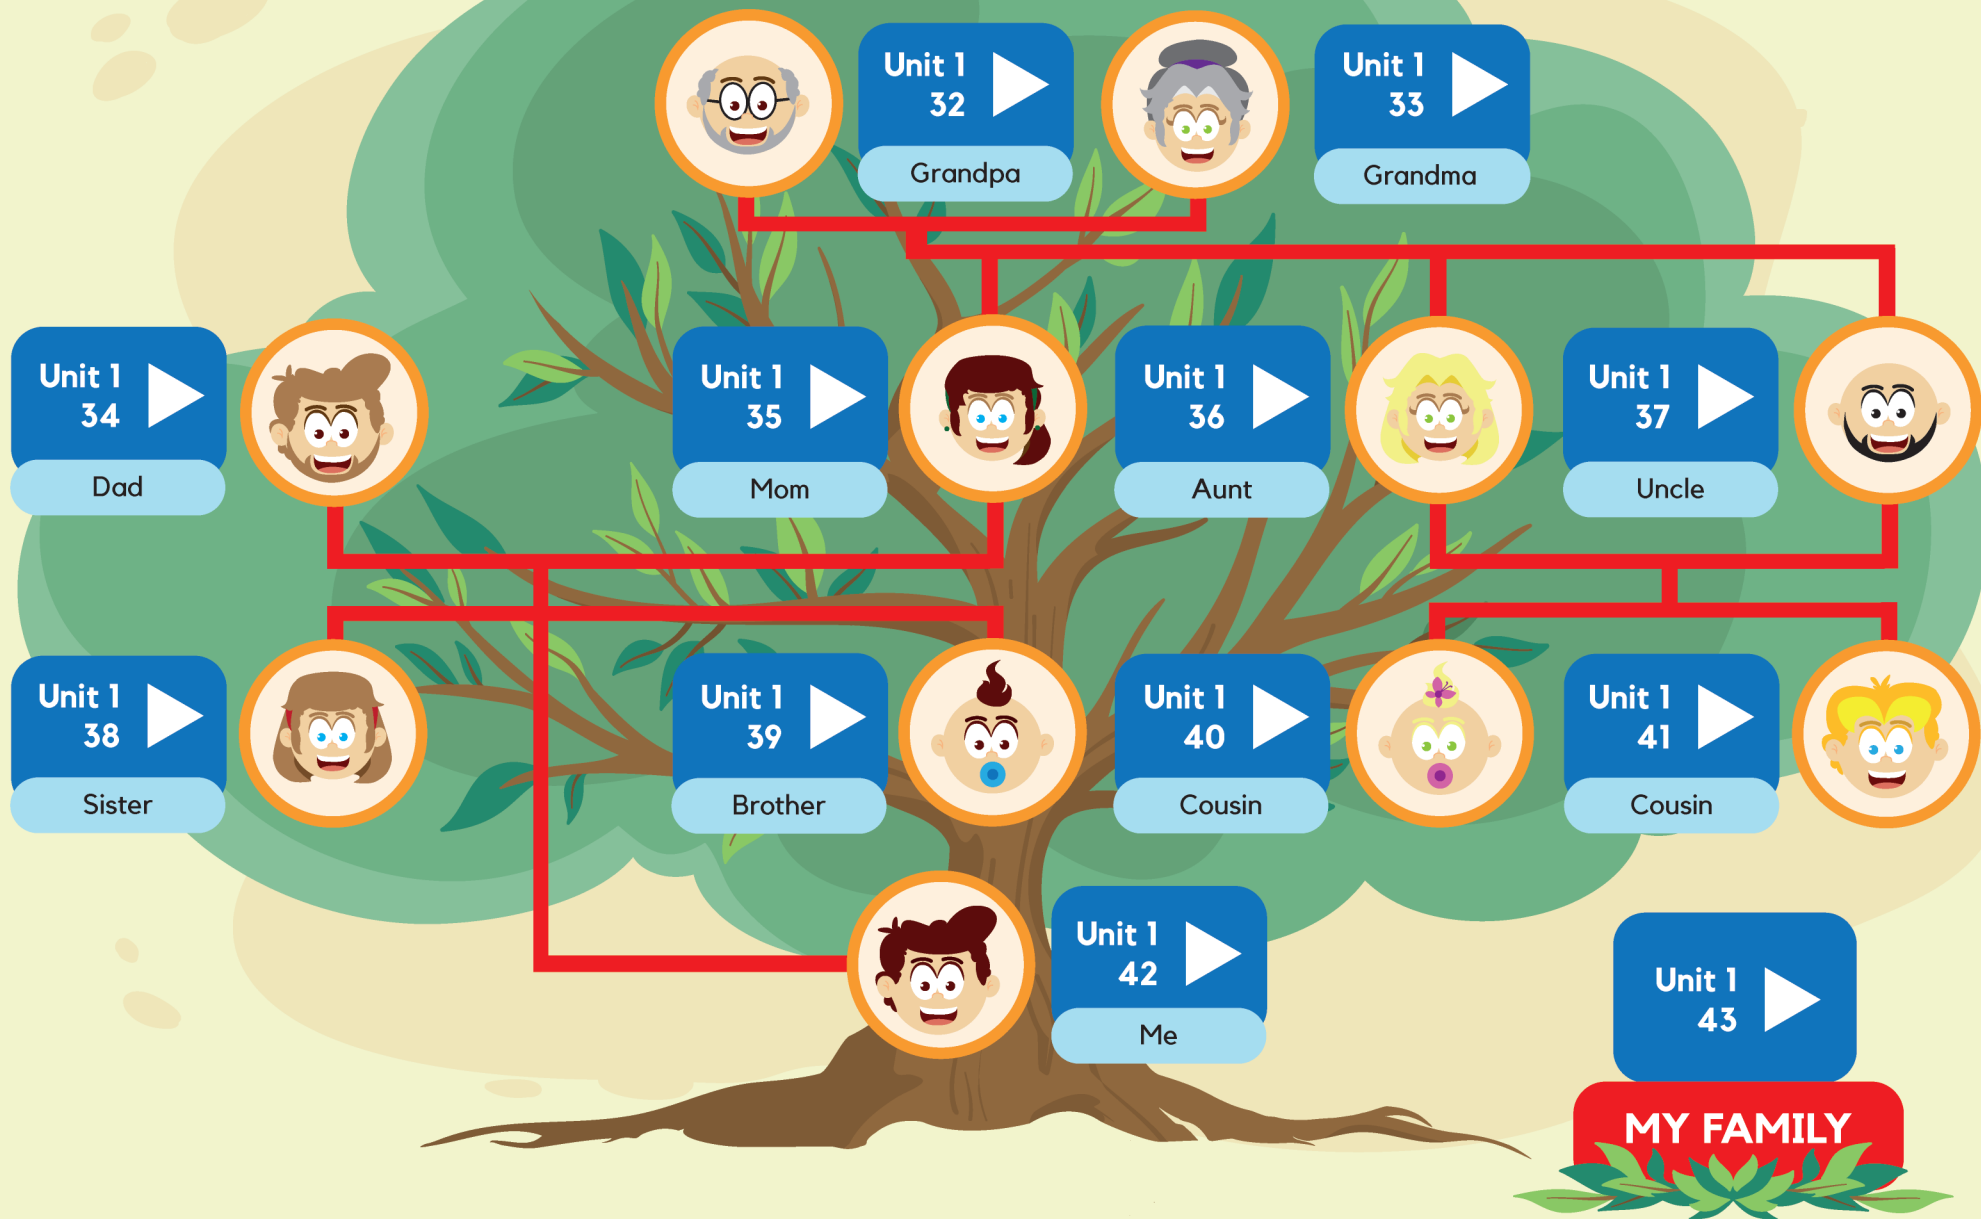 Unit 1
32
Grandpa
Unit 1
33
Grandma
Unit 1
34
Dad
Unit 1
35
Mom
Unit 1
36
Aunt
Unit 1
37
Uncle
Unit 1
38
Sister
Unit 1
39
Brother
Unit 1
40
Cousin
Unit 1
41
Cousin
Unit 1
42
Me
Unit 1
43
MY FAMILY